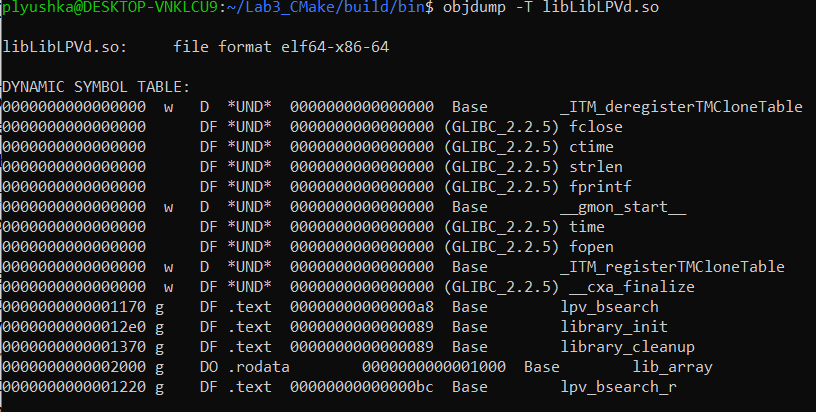 plyushka@DESKTOP-VNKLCU9:~/Lab3_CMake/build/bin$ objdump -T libLibLPVd.so
libLibLPVd.so:     file format elf64-x86-64
DYNAMIC SYMBOL TABLE:
0000000000000000  w   D  *UND*  0000000000000000  Base        _ITM_deregisterTMCloneTable
0000000000000000      DF *UND*  0000000000000000 (GLIBC_2.2.5) fclose
0000000000000000      DF *UND*  0000000000000000 (GLIBC_2.2.5) ctime
0000000000000000      DF *UND*  0000000000000000 (GLIBC_2.2.5) strlen
0000000000000000      DF *UND*  0000000000000000 (GLIBC_2.2.5) fprintf
0000000000000000  w   D  *UND*  0000000000000000  Base        __gmon_start__
0000000000000000      DF *UND*  0000000000000000 (GLIBC_2.2.5) time
0000000000000000      DF *UND*  0000000000000000 (GLIBC_2.2.5) fopen
0000000000000000  w   D  *UND*  0000000000000000  Base        _ITM_registerTMCloneTable
0000000000000000  w   DF *UND*  0000000000000000 (GLIBC_2.2.5) __cxa_finalize
0000000000001170 g    DF .text  00000000000000a8  Base        lpv_bsearch
00000000000012e0 g    DF .text  0000000000000089  Base        library_init
0000000000001370 g    DF .text  0000000000000089  Base        library_cleanup
0000000000002000 g    DO .rodata        0000000000001000  Base        lib_array
0000000000001220 g    DF .text  00000000000000bc  Base        lpv_bsearch_r